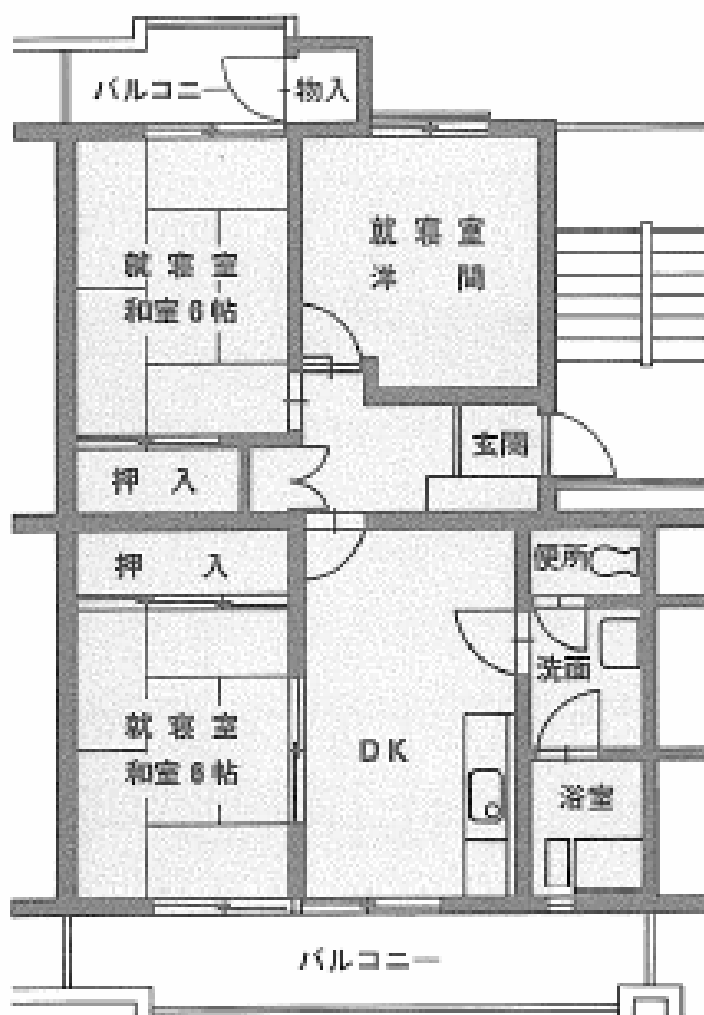 バルコニー
物入
就寝室
洋間
就寝室
和室6帖
玄関
押入
押入
便所
洗面
就寝室
和室6帖
DK
浴室
バルコニー